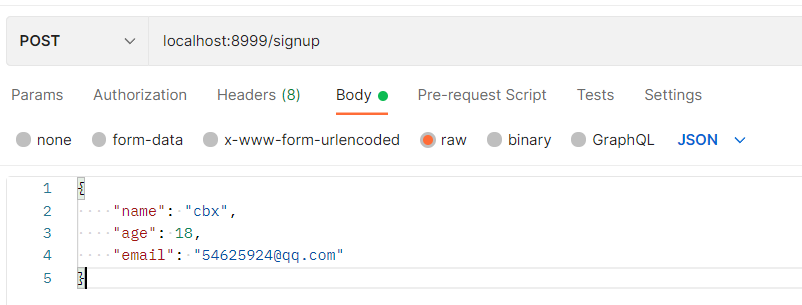 POST localhost:8999/signup
Params Authorization Headers (8) Body Pre-request Script Tests Settings
none form-data x-www-form-urlencoded raw binary GraphQL JSON
1 {
2 "name": "cbx",
3 "age": 18,
4 "email": "54625924@qq.com"
5 }